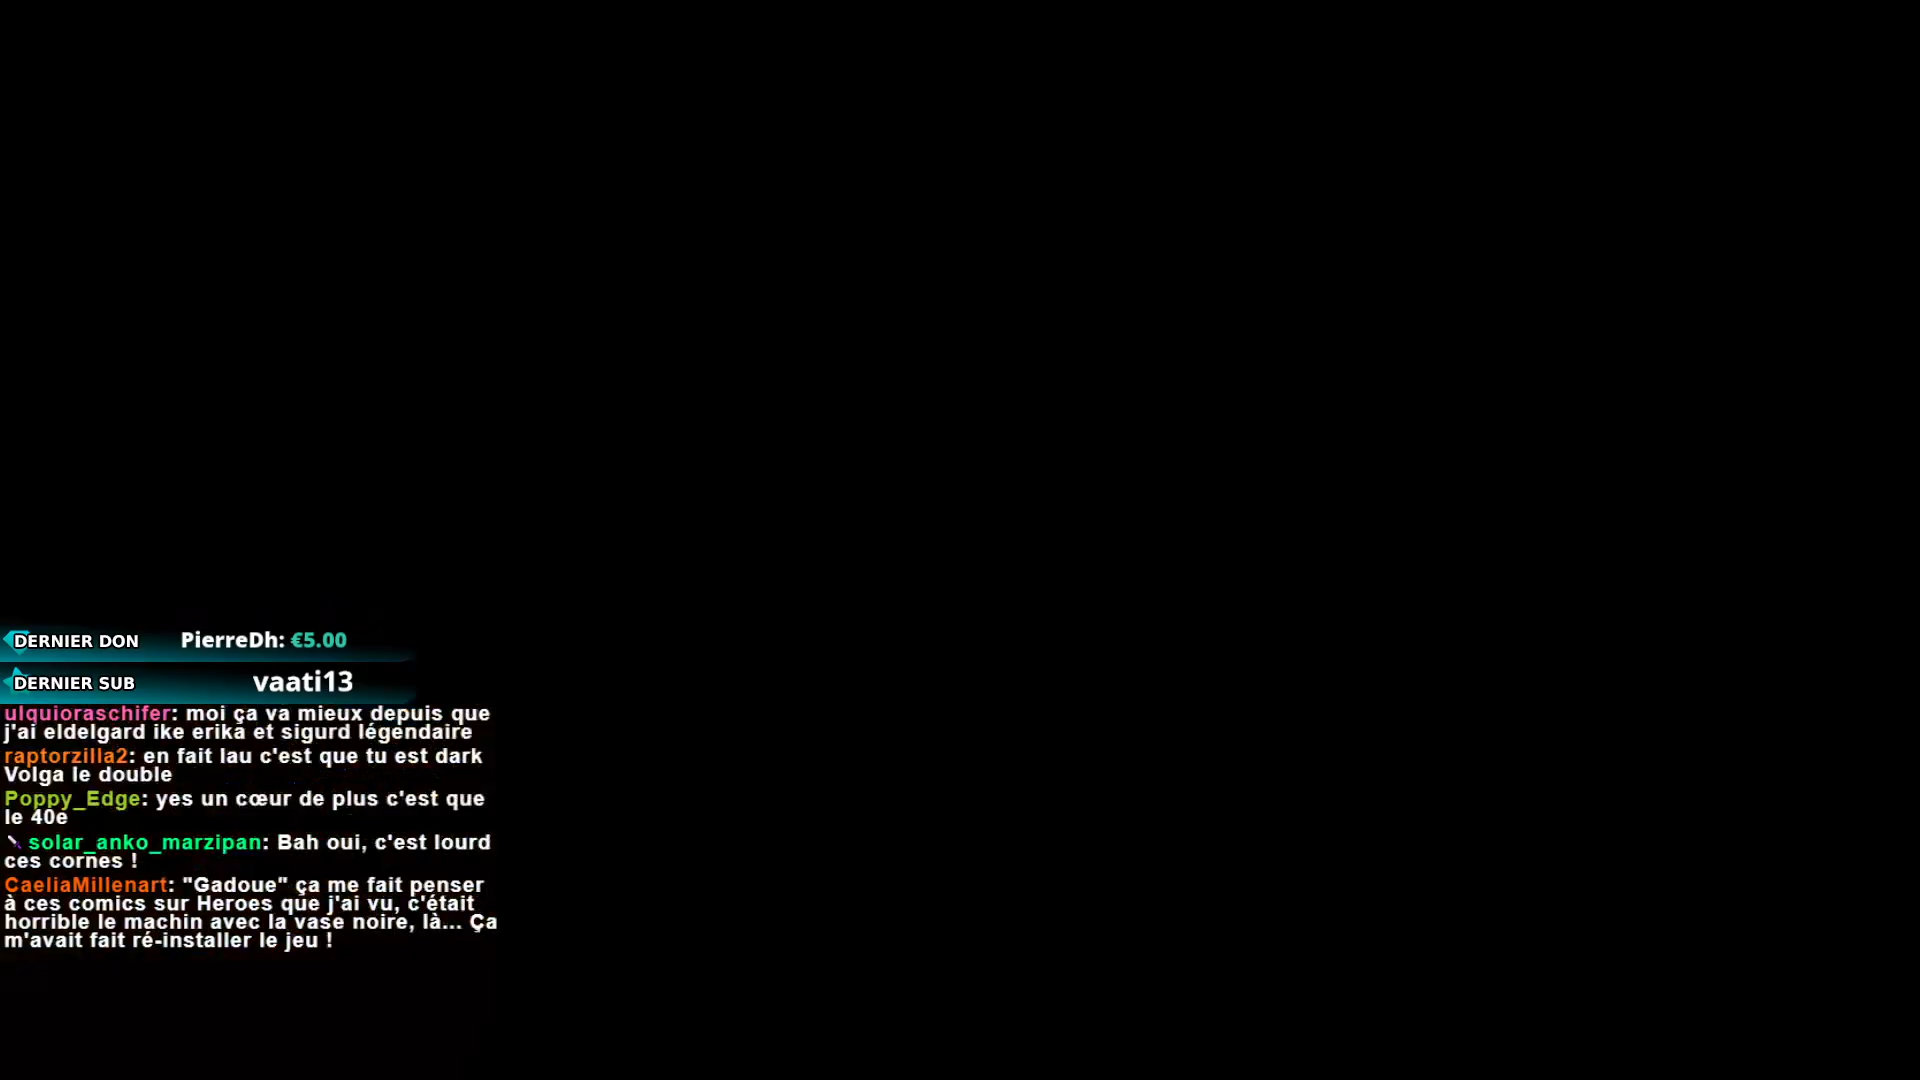 DERNIER DON PierreDh: €5.00
DERNIER SUB vaati13
ulquioraschifer: moi ça va mieux depuis que
j'ai eldelgard ike erika et sigurd légendaire
raptorzilla2: en fait lau c'est que tu est dark
Volga le double
Poppy_Edge: yes un cœur de plus c'est que
le 40e
solar_anko_marzipan: Bah oui, c'est lourd
ces cornes !
CaeliaMillenart: "Gadoue" ça me fait penser
à ces comics sur Heroes que j'ai vu, c'était
horrible le machin avec la vase noire, là... Ça
m'avait fait ré-installer le jeu !